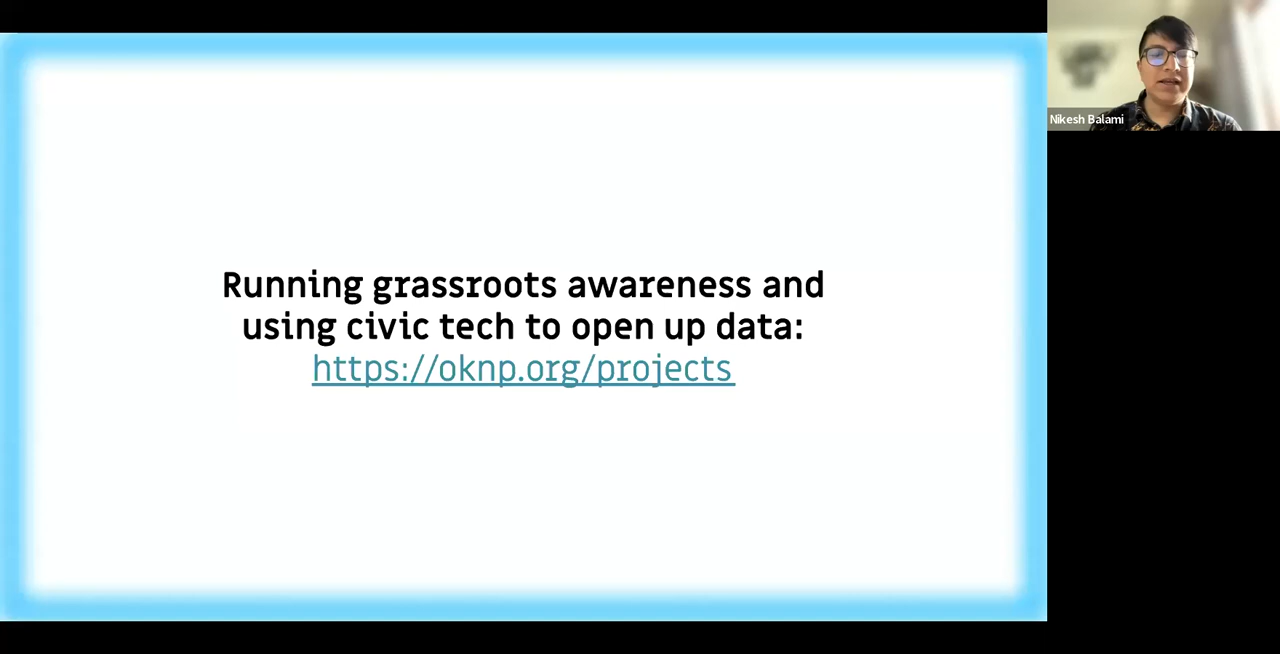 Running grassroots awareness and
using civic tech to open up data:
https://oknp.org/projects
Nikesh Balami